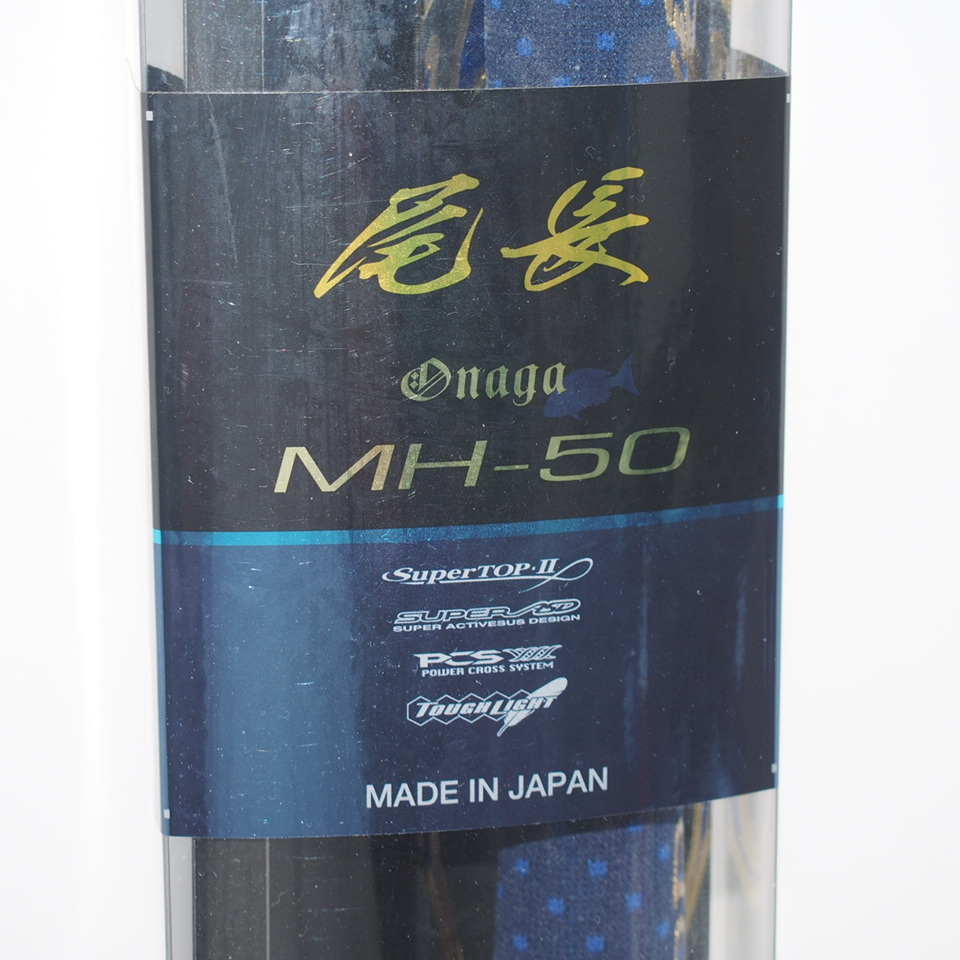 尾長
Onaga
MH-50
SuperTOP·II
SUPER ASD
SUPER ACTIVESUS DESIGN
PCS
POWER CROSS SYSTEM
TOUGHLIGHT
MADE IN JAPAN